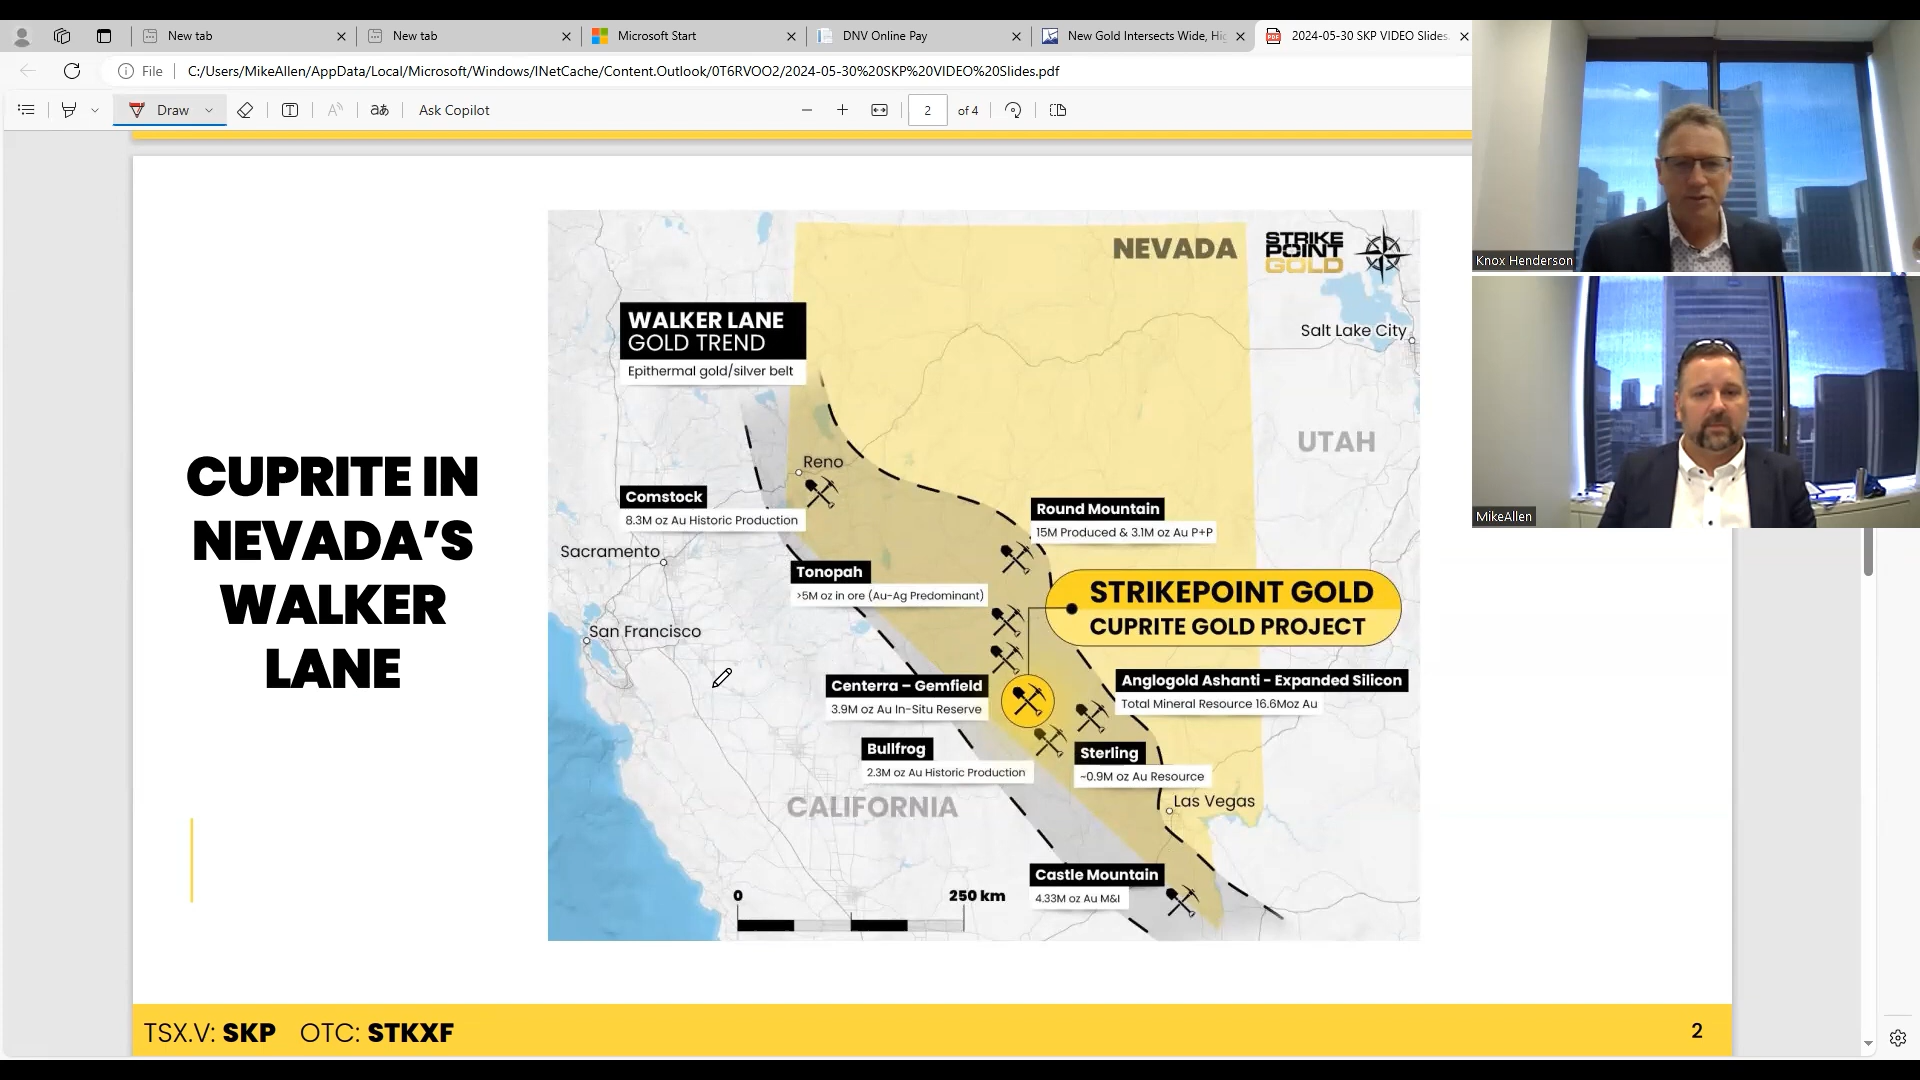 New tab
New tab
Microsoft Start
DNV Online Pay
New Gold Intersects Wide, Hig
2024-05-30 SKP VIDEO Slides.
File
C:/Users/MikeAllen/AppData/Local/Microsoft/Windows/INetCache/Content.Outlook/0T6RVOO2/2024-05-30%20SKP%20VIDEO%20Slides.pdf
Draw
Ask Copilot
2 of 4
CUPRITE IN
NEVADA'S
WALKER
LANE
NEVADA
STRIKE
POINT
GOLD
WALKER LANE
GOLD TREND
Epithermal gold/silver belt
Salt Lake City
UTAH
Reno
Comstock
8.3M oz Au Historic Production
Round Mountain
15M Produced & 3.1M oz Au P+P
Sacramento
Tonopah
>5M oz in ore (Au-Ag Predominant)
STRIKEPOINT GOLD
CUPRITE GOLD PROJECT
San Francisco
Centerra – Gemfield
3.9M oz Au In-Situ Reserve
Anglogold Ashanti - Expanded Silicon
Total Mineral Resource 16.6Moz Au
Bullfrog
2.3M oz Au Historic Production
Sterling
~0.9M oz Au Resource
Las Vegas
CALIFORNIA
Castle Mountain
4.33M oz Au M&I
0
250 km
TSX.V: SKP OTC: STKXF
2
Knox Henderson
MikeAllen